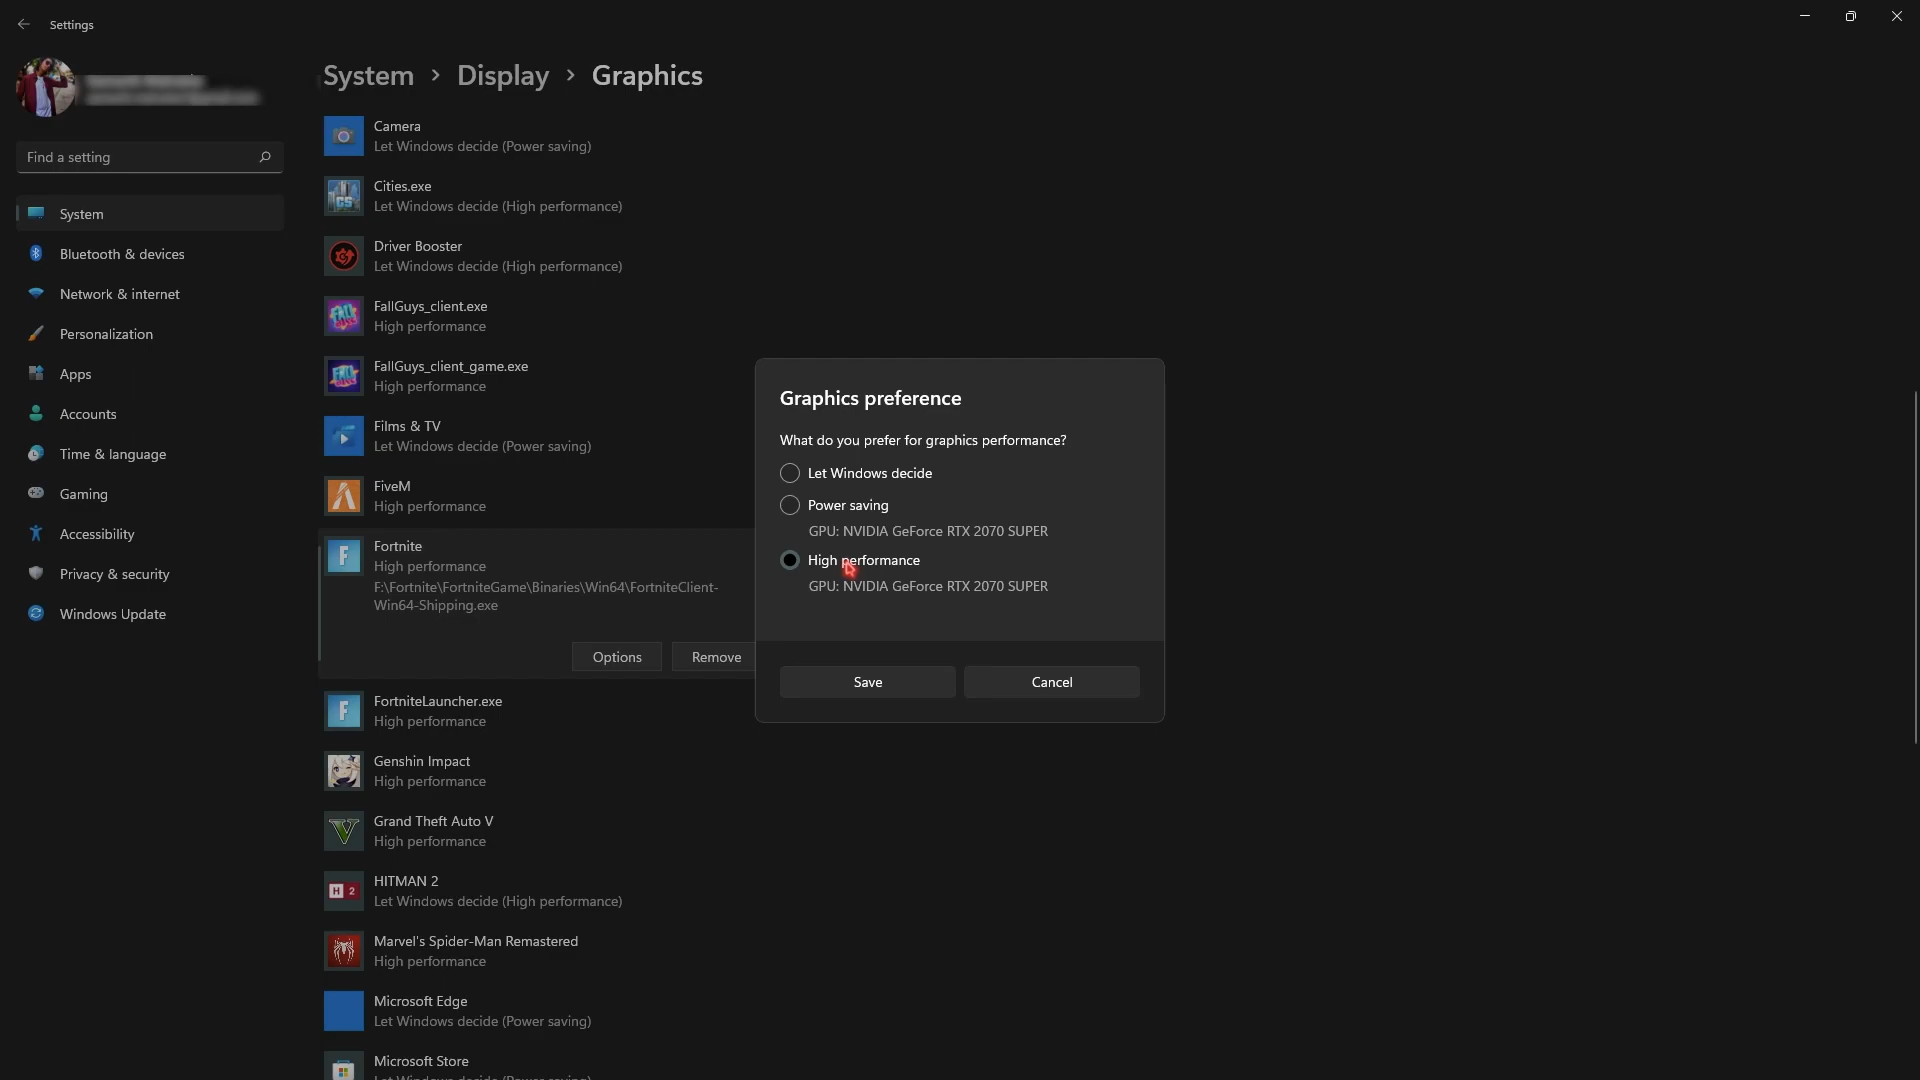 Settings
System > Display > Graphics
Find a setting
System
Bluetooth & devices
Network & internet
Personalization
Apps
Accounts
Time & language
Gaming
Accessibility
Privacy & security
Windows Update
Camera
Let Windows decide (Power saving)
Cities.exe
Let Windows decide (High performance)
Driver Booster
Let Windows decide (High performance)
FallGuys_client.exe
High performance
FallGuys_client_game.exe
High performance
Films & TV
Let Windows decide (Power saving)
FiveM
High performance
Fortnite
High performance
F:\Fortnite\FortniteGame\Binaries\Win64\FortniteClient-
Win64-Shipping.exe
Options
Remove
FortniteLauncher.exe
High performance
Genshin Impact
High performance
Grand Theft Auto V
High performance
HITMAN 2
Let Windows decide (High performance)
Marvel's Spider-Man Remastered
High performance
Microsoft Edge
Let Windows decide (Power saving)
Microsoft Store
Let Windows decide (Power saving)
Graphics preference
What do you prefer for graphics performance?
Let Windows decide
Power saving
GPU: NVIDIA GeForce RTX 2070 SUPER
High performance
GPU: NVIDIA GeForce RTX 2070 SUPER
Save
Cancel